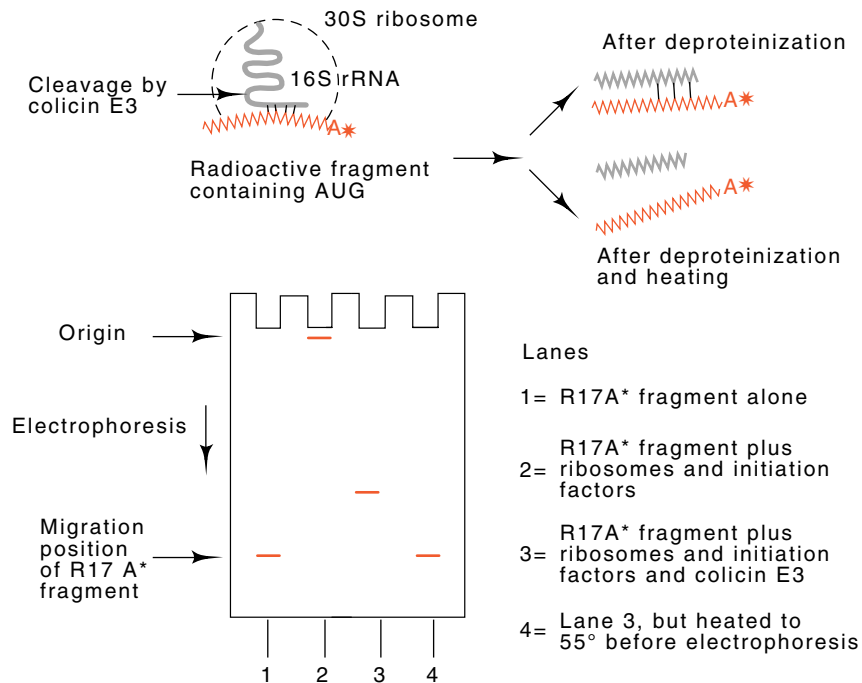 30S ribosome
16S rRNA
Cleavage by
colicin E3
A
Radioactive fragment
containing AUG
After deproteinization
A
A
After deproteinization
and heating
Origin
Electrophoresis
Migration
position
of R17 A*
fragment
1
2
3
4
Lanes
1= R17A* fragment alone
R17A* fragment plus
2= ribosomes and initiation
factors
R17A* fragment plus
3= ribosomes and initiation
factors and colicin E3
4= Lane 3, but heated to
55° before electrophoresis